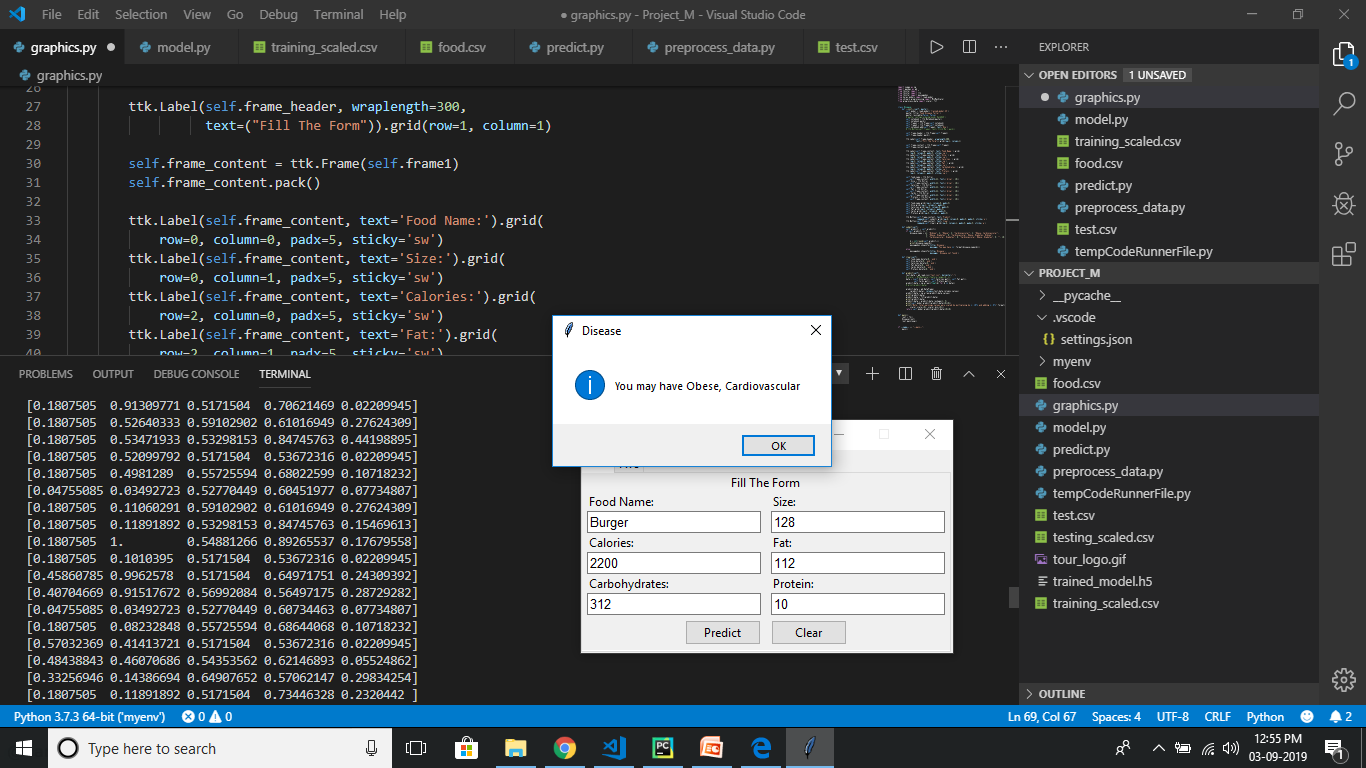 File Edit Selection View Go Debug Terminal Help
● graphics.py - Project_M - Visual Studio Code
graphics.py ● model.py training_scaled.csv food.csv predict.py preprocess_data.py test.csv
graphics.py
26
27 ttk.Label(self.frame_header, wraplength=300,
28 text=("Fill The Form")).grid(row=1, column=1)
29
30 self.frame_content = ttk.Frame(self.frame1)
31 self.frame_content.pack()
32
33 ttk.Label(self.frame_content, text='Food Name:').grid(
34 row=0, column=0, padx=5, sticky='sw')
35 ttk.Label(self.frame_content, text='Size:').grid(
36 row=0, column=1, padx=5, sticky='sw')
37 ttk.Label(self.frame_content, text='Calories:').grid(
38 row=2, column=0, padx=5, sticky='sw')
39 ttk.Label(self.frame_content, text='Fat:').grid(
40 row=2, column=1, padx=5, sticky='sw')
PROBLEMS OUTPUT DEBUG CONSOLE TERMINAL
[0.1807505 0.91309771 0.5171504 0.70621469 0.02209945]
[0.1807505 0.52640333 0.59102902 0.61016949 0.27624309]
[0.1807505 0.53471933 0.53298153 0.84745763 0.44198895]
[0.1807505 0.52099792 0.5171504 0.53672316 0.02209945]
[0.1807505 0.4981289 0.55725594 0.68022599 0.10718232]
[0.04755085 0.03492723 0.52770449 0.60451977 0.07734807]
[0.1807505 0.11060291 0.59102902 0.61016949 0.27624309]
[0.1807505 0.11891892 0.53298153 0.84745763 0.15469613]
[0.1807505 1. 0.54881266 0.89265537 0.17679558]
[0.1807505 0.1010395 0.5171504 0.53672316 0.02209945]
[0.45860785 0.9962578 0.5171504 0.64971751 0.24309392]
[0.40704669 0.91517672 0.56992084 0.56497175 0.28729282]
[0.04755085 0.03492723 0.52770449 0.60734463 0.07734807]
[0.1807505 0.08232848 0.55725594 0.68644068 0.10718232]
[0.57032369 0.41413721 0.5171504 0.53672316 0.02209945]
[0.48438843 0.46070686 0.54353562 0.62146893 0.05524862]
[0.33256946 0.14386694 0.64907652 0.57062147 0.29834254]
[0.1807505 0.11891892 0.5171504 0.73446328 0.2320442 ]
Disease
You may have Obese, Cardiovascular
OK
Fill The Form
Food Name: Size:
Burger 128
Calories: Fat:
2200 112
Carbohydrates: Protein:
312 10
Predict Clear
EXPLORER
OPEN EDITORS 1 UNSAVED
● graphics.py
model.py
training_scaled.csv
food.csv
predict.py
preprocess_data.py
test.csv
tempCodeRunnerFile.py
PROJECT_M
__pycache__
.vscode
settings.json
myenv
food.csv
graphics.py
model.py
predict.py
preprocess_data.py
tempCodeRunnerFile.py
test.csv
testing_scaled.csv
tour_logo.gif
trained_model.h5
training_scaled.csv
OUTLINE
1
Python 3.7.3 64-bit ('myenv') 0 0
Ln 69, Col 67 Spaces: 4 UTF-8 CRLF Python 2
Type here to search
12:55 PM
03-09-2019
1